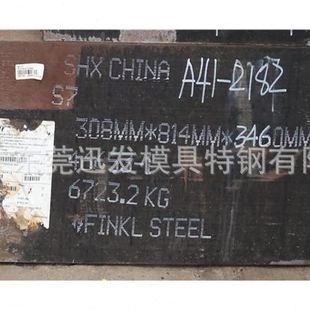 SHX CHINA A41-2182
S7
308MM*814MM*3460MM
莞迅发模具特钢有限
6723.2 KG
FINKL STEEL